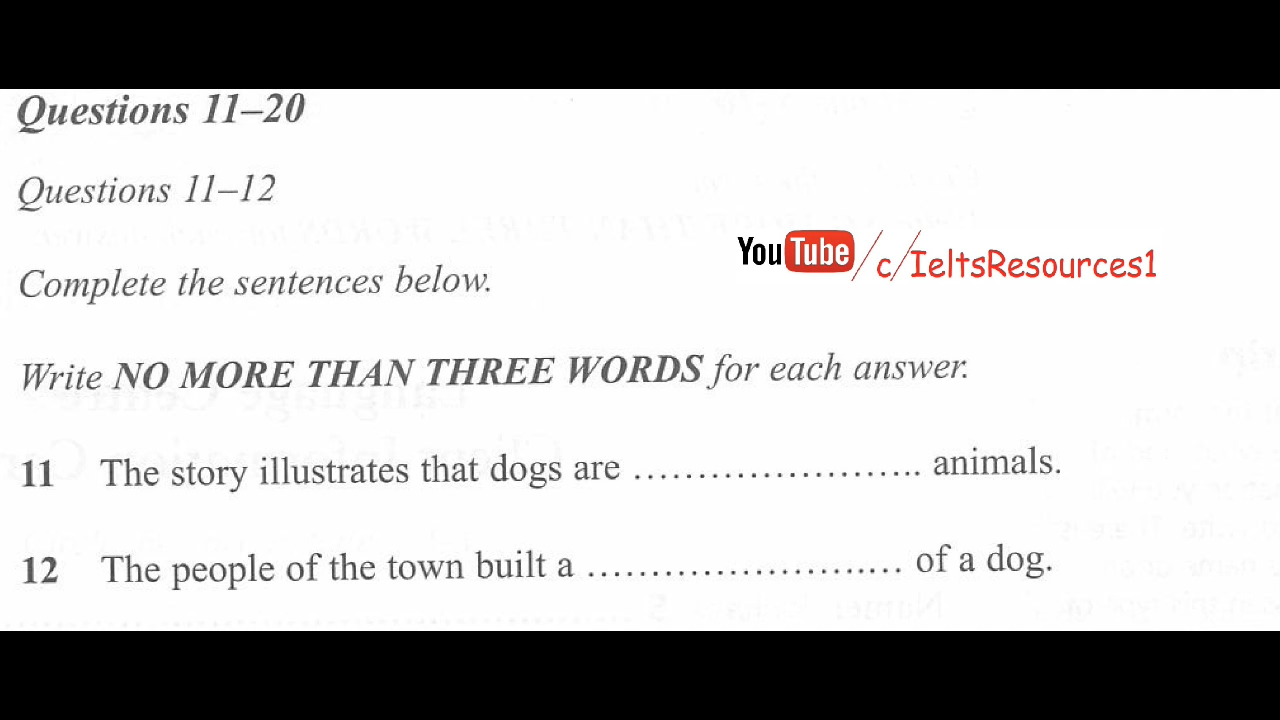 Questions 11–20
Questions 11–12
YouTube/c/IeltsResources1
Complete the sentences below.
Write NO MORE THAN THREE WORDS for each answer.
11 The story illustrates that dogs are ........................ animals.
12 The people of the town built a .......................... of a dog.